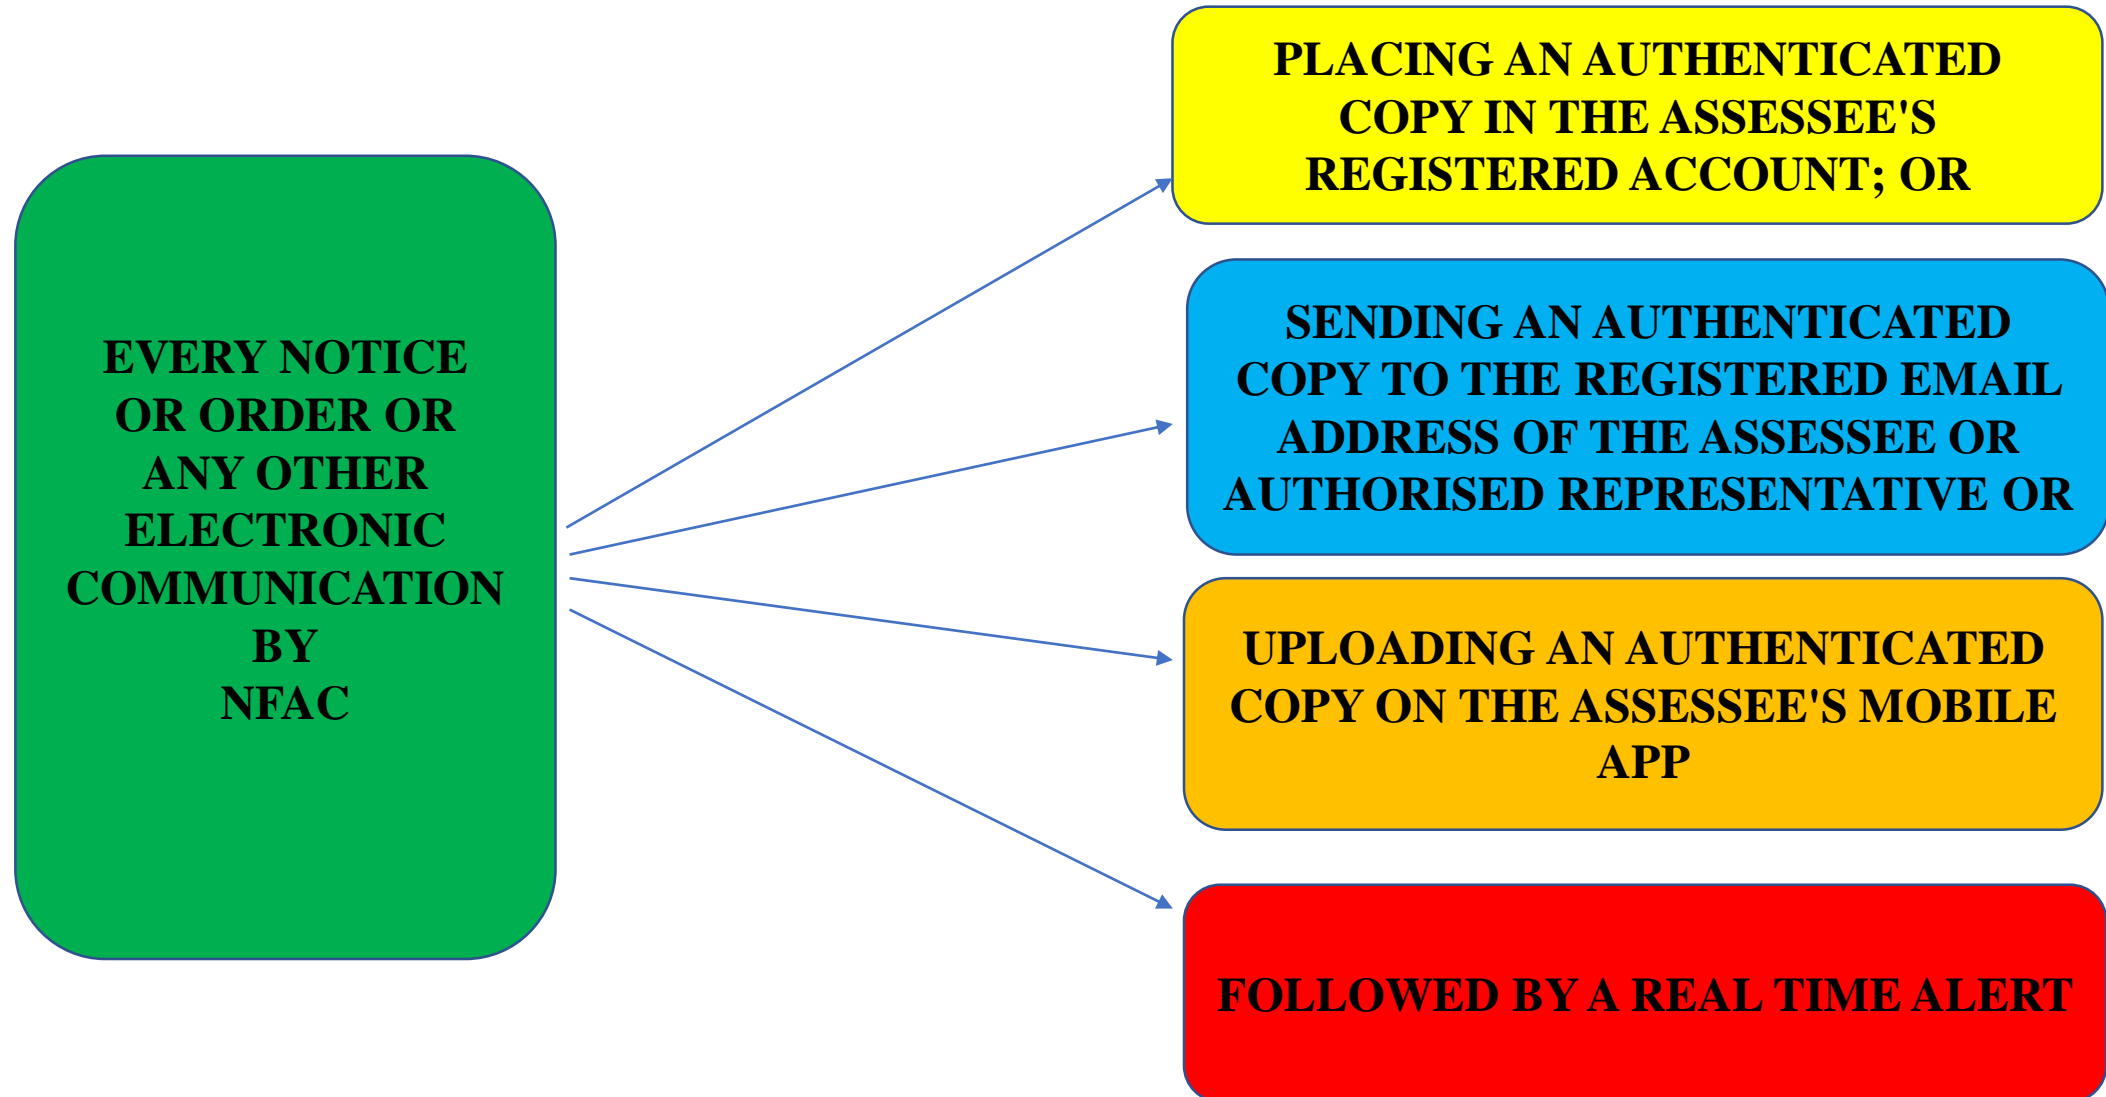 EVERY NOTICE
OR ORDER OR
ANY OTHER
ELECTRONIC
COMMUNICATION
BY
NFAC
PLACING AN AUTHENTICATED
COPY IN THE ASSESSEE'S
REGISTERED ACCOUNT; OR
SENDING AN AUTHENTICATED
COPY TO THE REGISTERED EMAIL
ADDRESS OF THE ASSESSEE OR
AUTHORISED REPRESENTATIVE OR
UPLOADING AN AUTHENTICATED
COPY ON THE ASSESSEE'S MOBILE
APP
FOLLOWED BY A REAL TIME ALERT